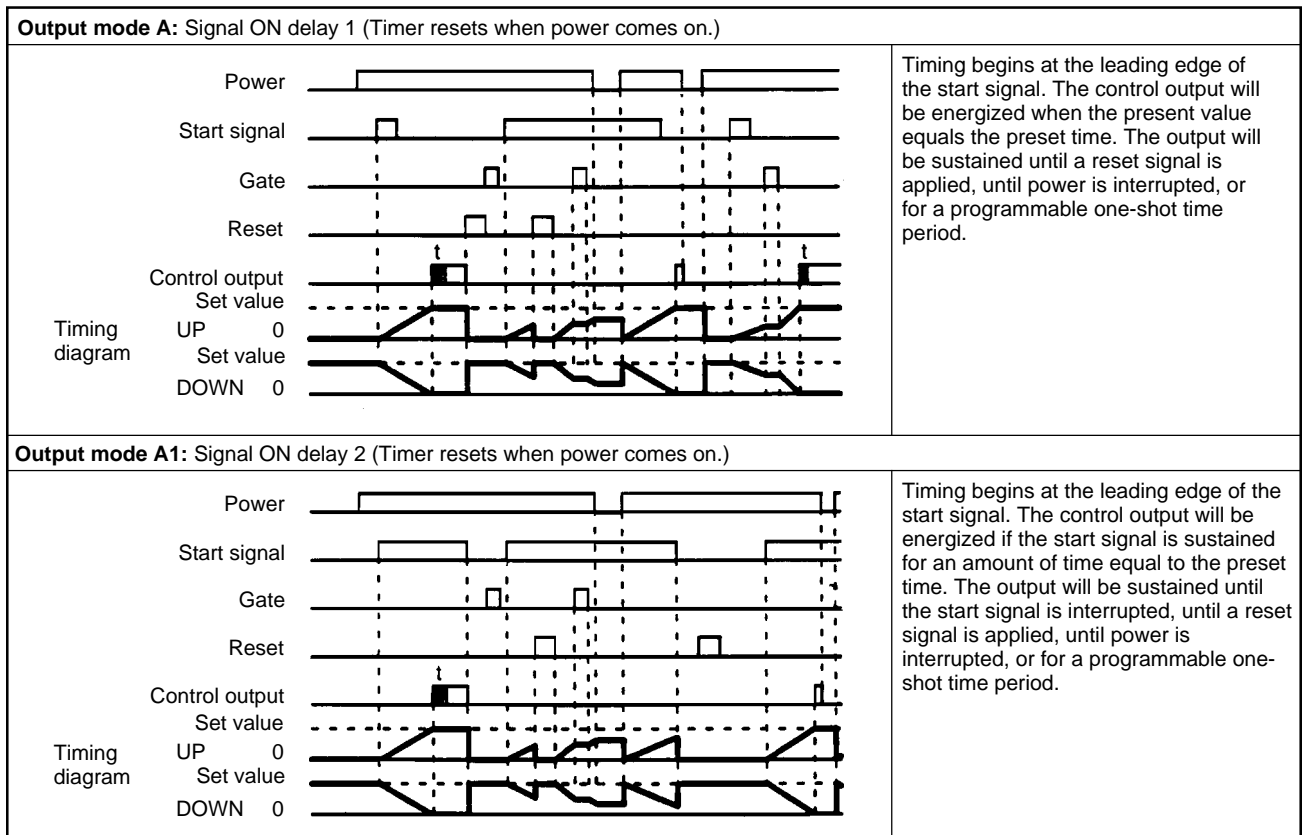 Output mode A: Signal ON delay 1 (Timer resets when power comes on.)
Power
Start signal
Gate
Reset
t
t
Control output
Set value
Timing diagram
UP 0
Set value
DOWN 0
Timing begins at the leading edge of
the start signal. The control output will
be energized when the present value
equals the preset time. The output will
be sustained until a reset signal is
applied, until power is interrupted, or
for a programmable one-shot time
period.
Output mode A1: Signal ON delay 2 (Timer resets when power comes on.)
Power
Start signal
Gate
Reset
t
Control output
Set value
Timing diagram
UP 0
Set value
DOWN 0
Timing begins at the leading edge of the
start signal. The control output will be
energized if the start signal is sustained
for an amount of time equal to the preset
time. The output will be sustained until
the start signal is interrupted, until a reset
signal is applied, until power is
interrupted, or for a programmable one-
shot time period.